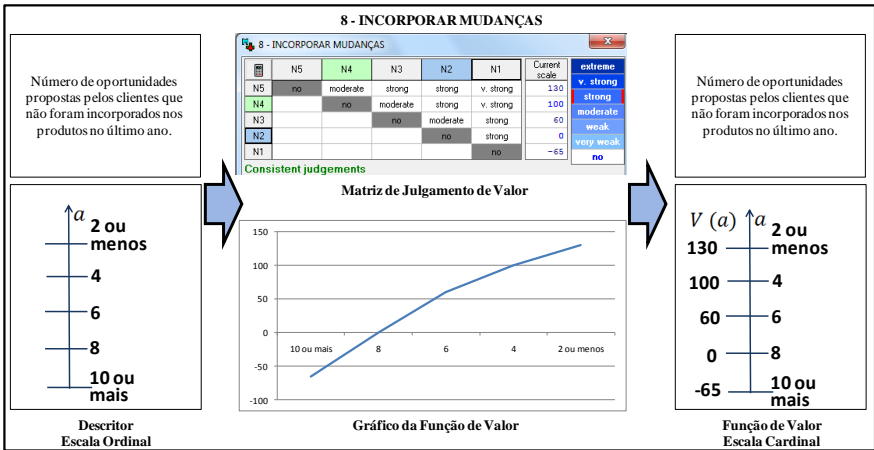 8 - INCORPORAR MUDANÇAS
Número de oportunidades
propostas pelos clientes que
não foram incorporados nos
produtos no último ano.
a
2 ou
menos
4
6
8
10 ou
mais
Descritor
Escala Ordinal
8 - INCORPORAR MUDANÇAS
N5 N4 N3 N2 N1 Current scale
N5 no moderate strong strong v. strong 130
N4 no moderate strong v. strong 100
N3 no moderate strong 60
N2 no strong 0
N1 no -65
extreme
v. strong
strong
moderate
weak
very weak
no
Consistent judgements
Matriz de Julgamento de Valor
150
100
50
0
-50
-100
10 ou mais 8 6 4 2 ou menos
Gráfico da Função de Valor
Número de oportunidades
propostas pelos clientes que
não foram incorporados nos
produtos no último ano.
V (a) a
2 ou
130 menos
100 4
60 6
0 8
10 ou
-65 mais
Função de Valor
Escala Cardinal